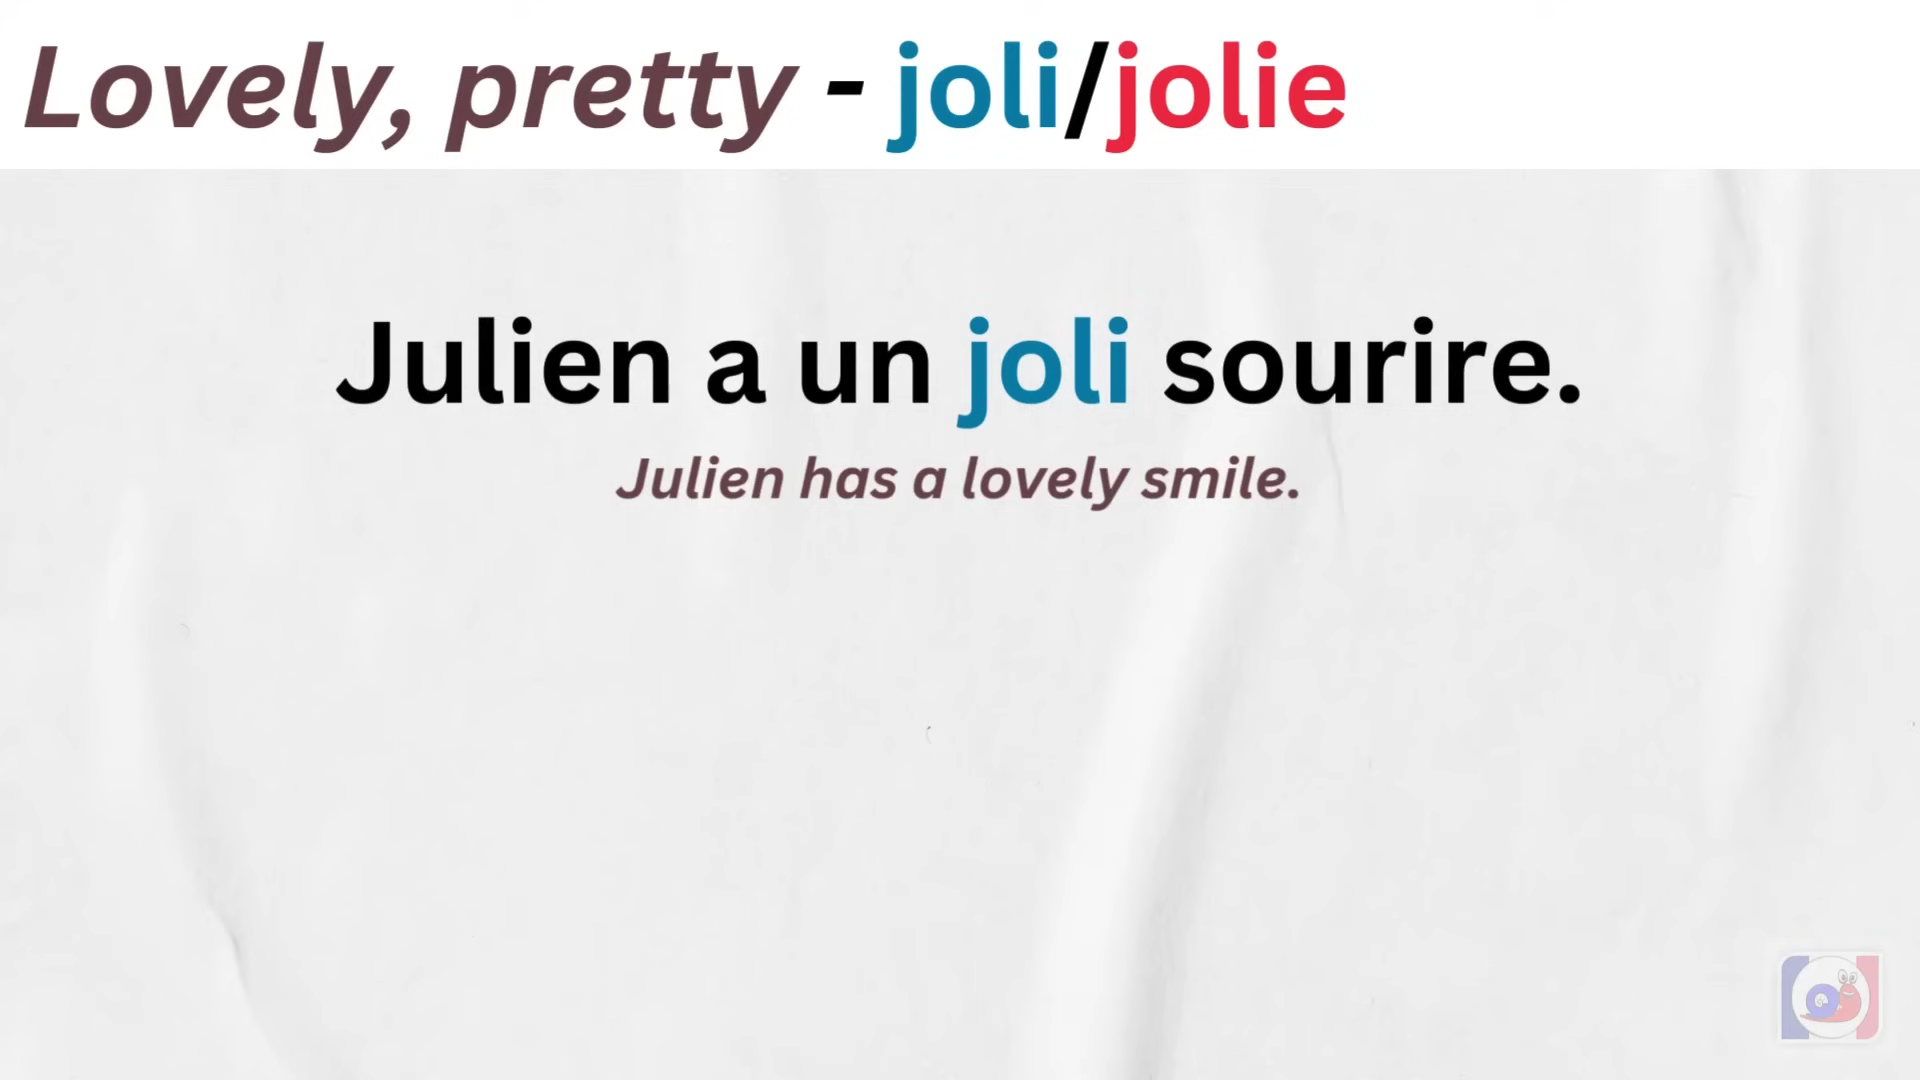 Lovely, pretty - joli/jolie
Julien a un joli sourire.
Julien has a lovely smile.